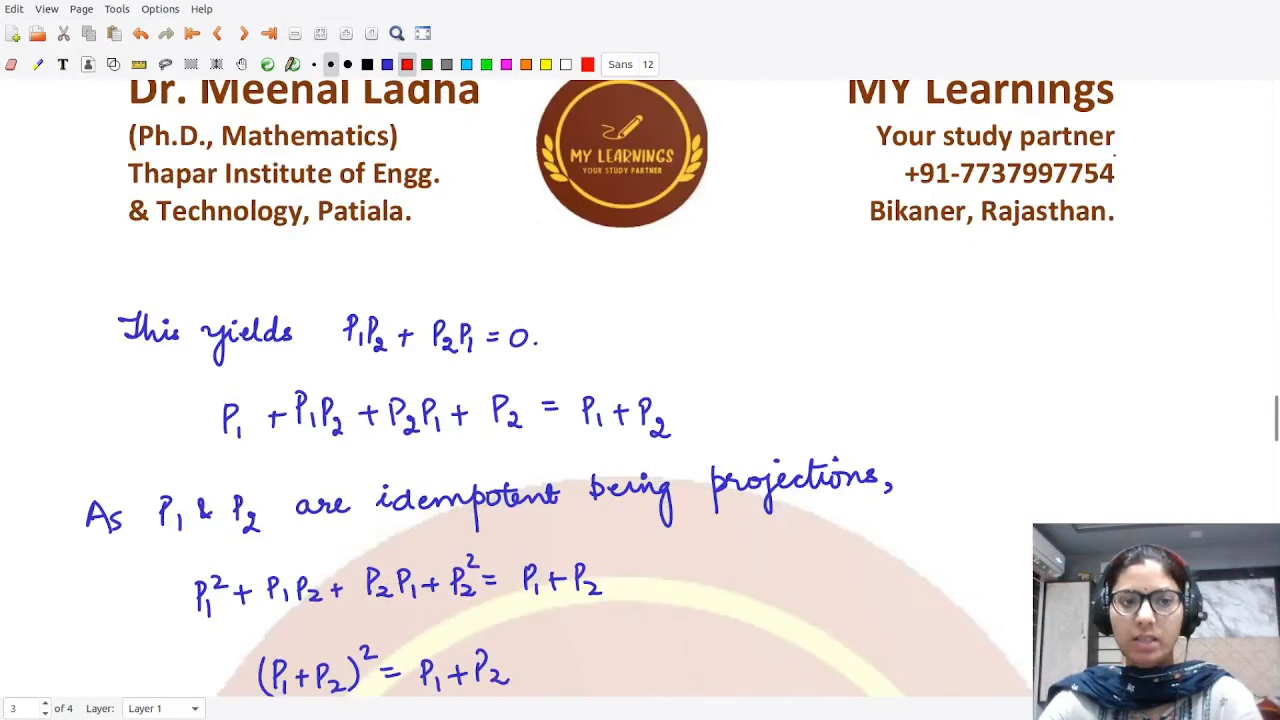 Edit View Page Tools Options Help
Sans 12
Dr. Meenal Ladha
(Ph.D., Mathematics)
Thapar Institute of Engg.
& Technology, Patiala.
MY LEARNINGS
YOUR STUDY PARTNER
MY Learnings
Your study partner
+91-7737997754
Bikaner, Rajasthan.
This yields P₁P₂ + P₂P₁ = 0.
P₁ + P₁P₂ + P₂P₁ + P₂ = P₁ + P₂
As P₁ & P₂ are idempotent being projections,
P₁² + P₁P₂ + P₂P₁ + P₂² = P₁ + P₂
(P₁+P₂)² = P₁+P₂
3 of 4 Layer: Layer 1